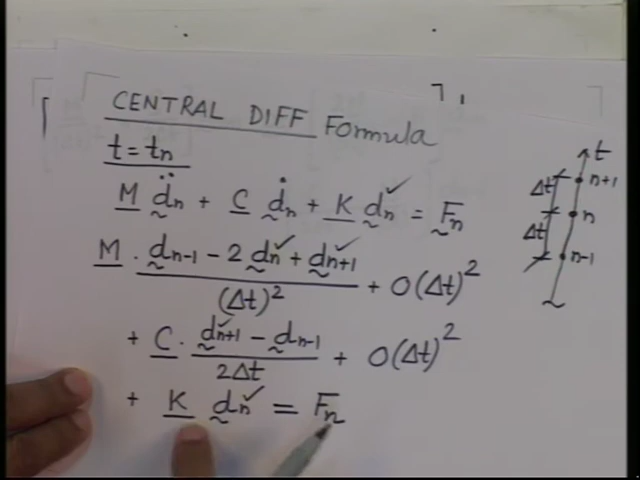 CENTRAL DIFF Formula
t = tn
M d̈n + C ḋn + K dn ✓ = Fn
M . dn-1 - 2 dn ✓ + dn+1 ✓ / (Δt)² + O(Δt)²
+ C . dn+1 ✓ - dn-1 / 2Δt + O(Δt)²
+ K dn ✓ = Fn
t
n+1
Δt
n
Δt
n-1